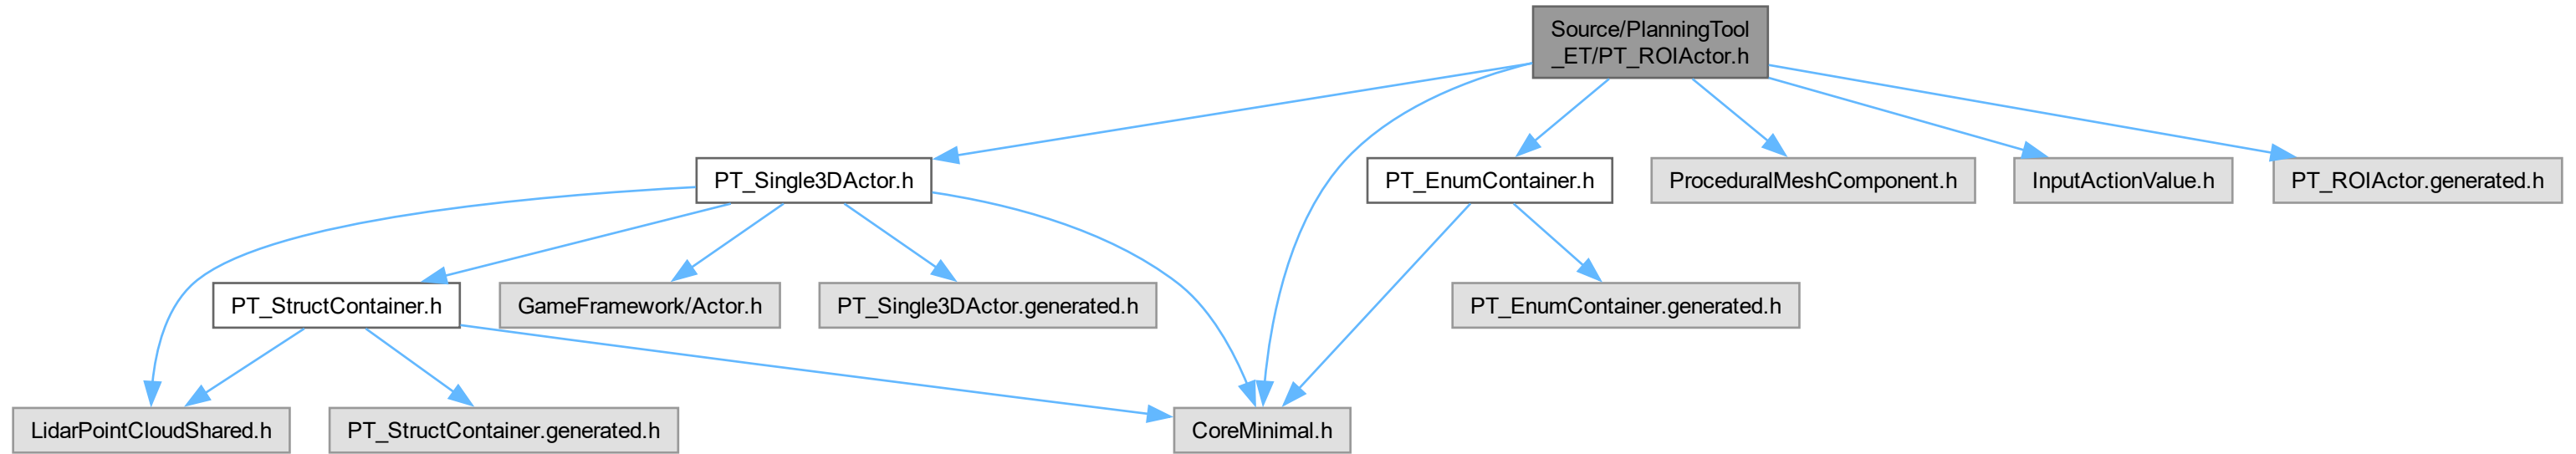 Source/PlanningTool
_ET/PT_ROIActor.h
PT_Single3DActor.h
PT_EnumContainer.h
ProceduralMeshComponent.h
InputActionValue.h
PT_ROIActor.generated.h
PT_StructContainer.h
GameFramework/Actor.h
PT_Single3DActor.generated.h
PT_EnumContainer.generated.h
LidarPointCloudShared.h
PT_StructContainer.generated.h
CoreMinimal.h